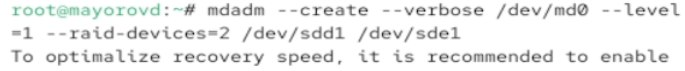 root@mayorovd:~# mdadm --create --verbose /dev/md0 --level
=1 --raid-devices=2 /dev/sdd1 /dev/sde1
To optimalize recovery speed, it is recommended to enable